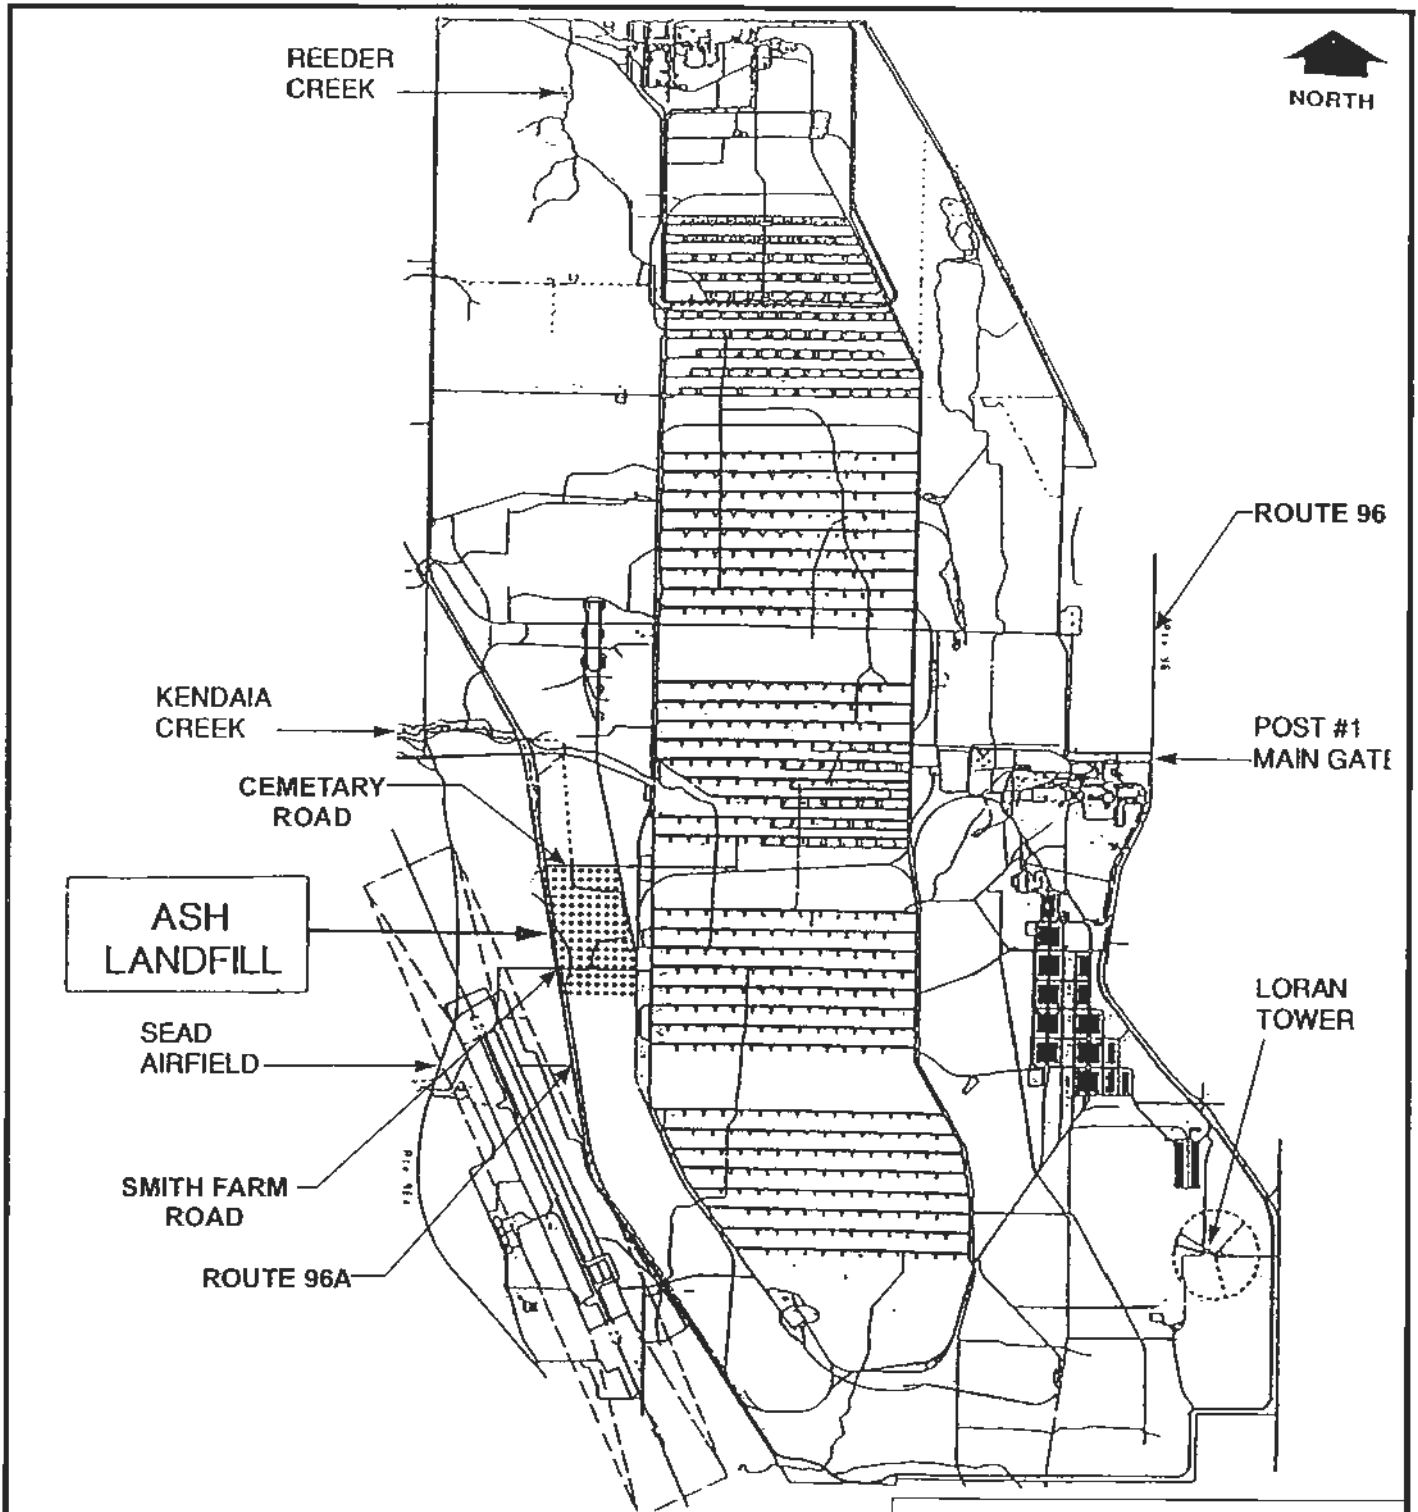 REEDER
CREEK
NORTH
ROUTE 96
KENDAIA
CREEK
POST #1
MAIN GATE
CEMETARY
ROAD
ASH
LANDFILL
LORAN
TOWER
SEAD
AIRFIELD
SMITH FARM
ROAD
ROUTE 96A